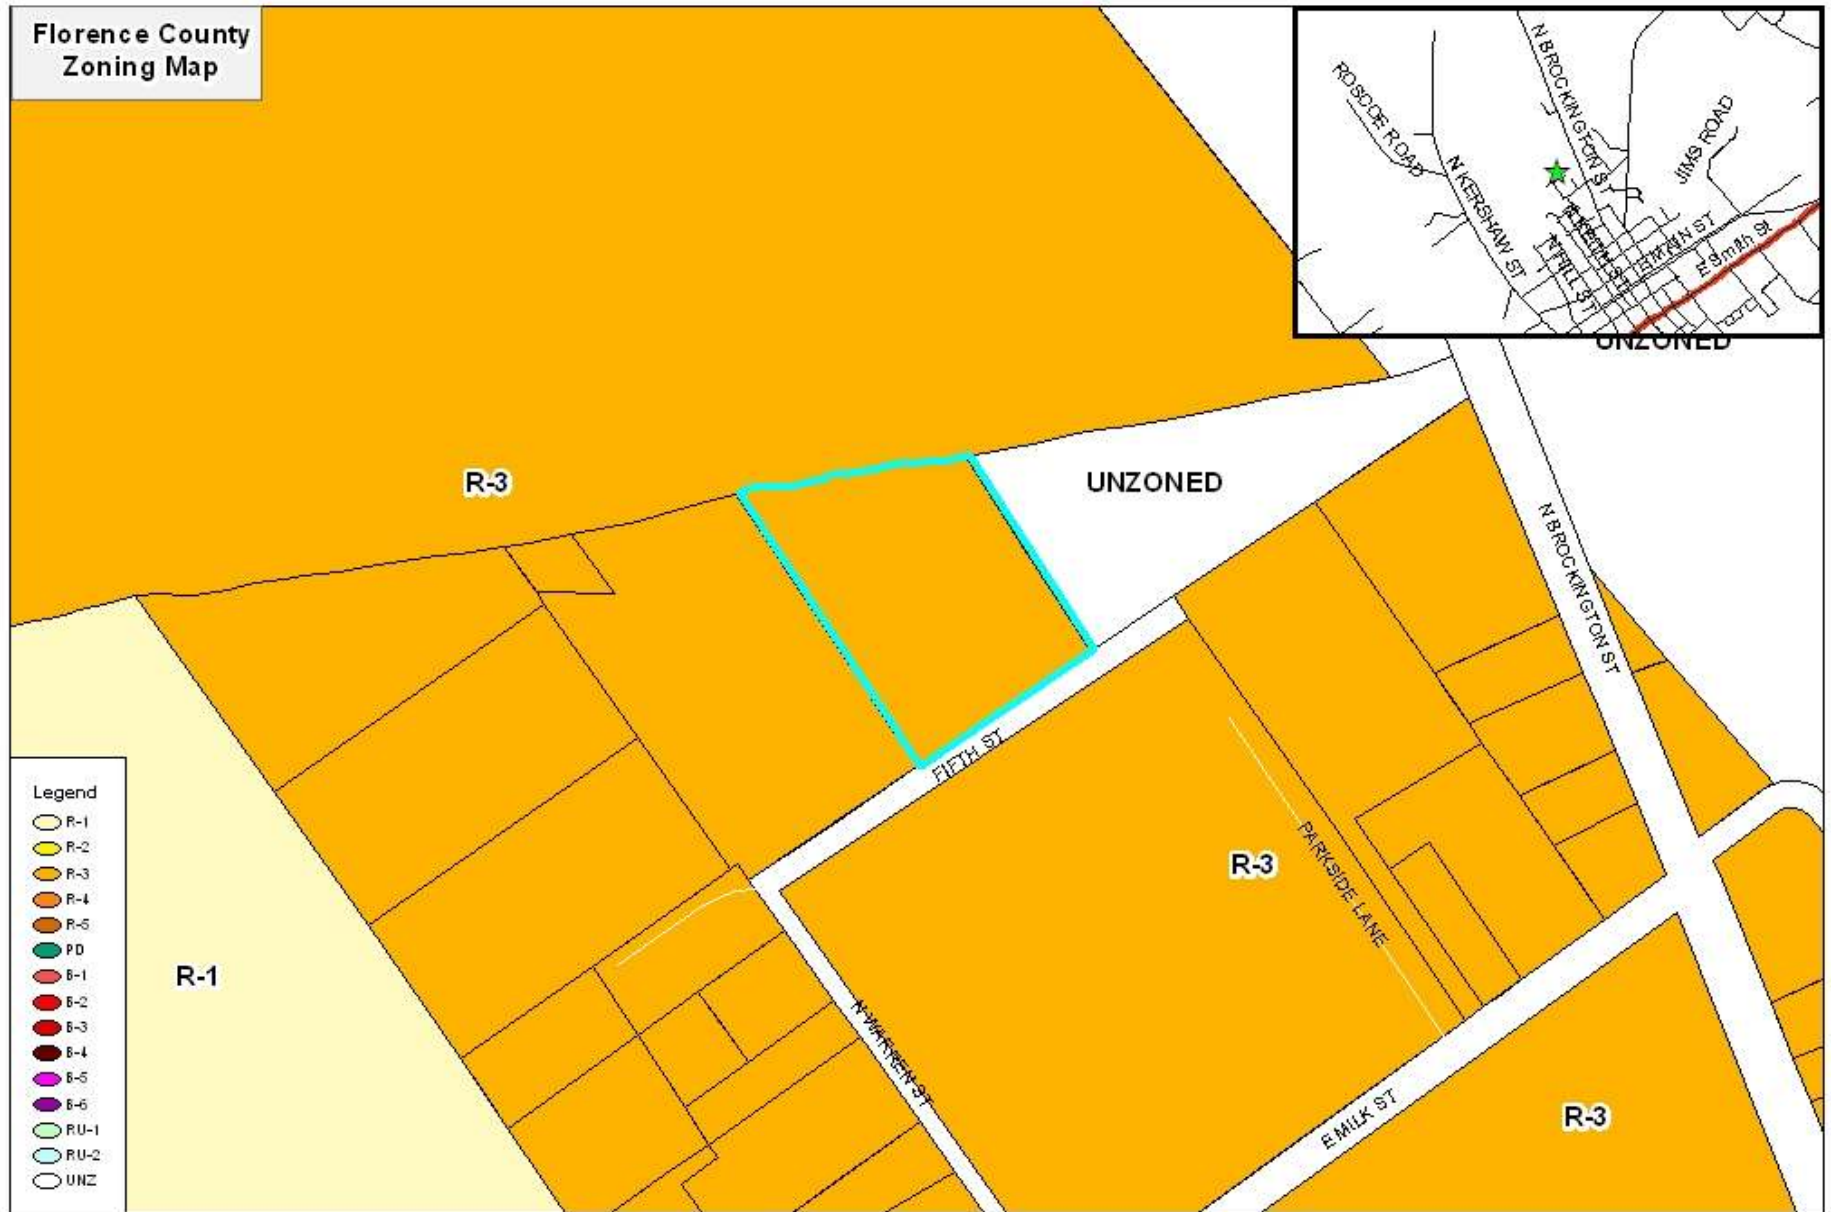 Florence County
Zoning Map
ROSCOE ROAD
N BROCKINGTON ST
JIMS ROAD
N KERSHAW ST
N HILL ST
E MAIN ST
E Smith St
UNZONED
R-3
UNZONED
N BROCKINGTON ST
FIFTH ST
Legend
R-1
R-2
R-3
R-4
R-5
PD
B-1
B-2
B-3
B-4
B-5
B-6
RU-1
RU-2
UNZ
R-3
PARKSIDE LANE
R-1
N WARREN ST
E MILK ST
R-3